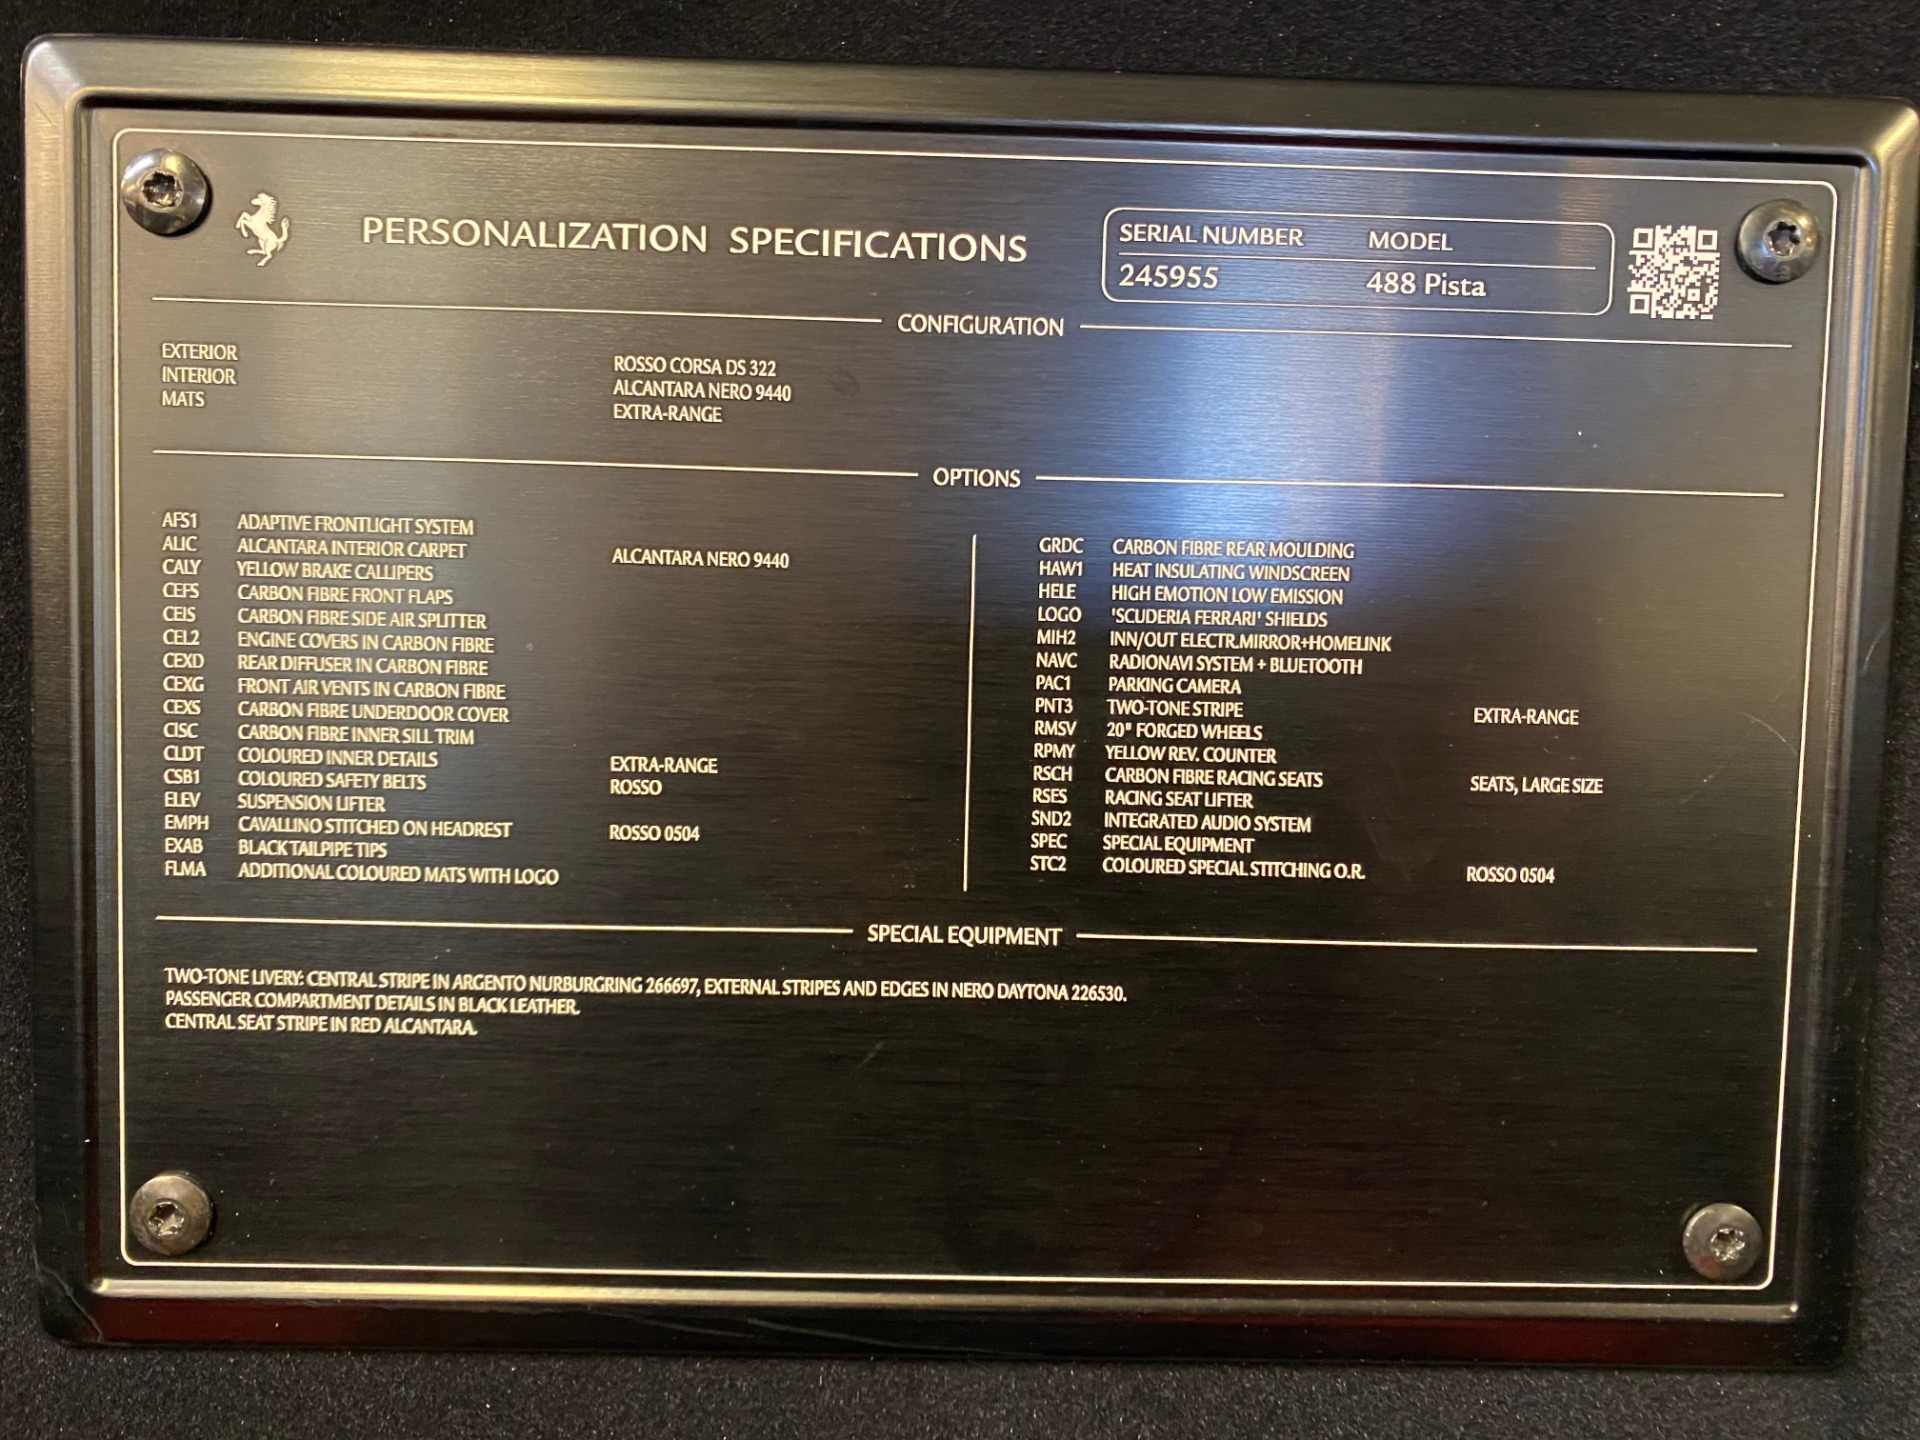 PERSONALIZATION SPECIFICATIONS
SERIAL NUMBER MODEL
245955 488 Pista
CONFIGURATION
EXTERIOR ROSSO CORSA DS 322
INTERIOR ALCANTARA NERO 9440
MATS EXTRA-RANGE
OPTIONS
AFS1 ADAPTIVE FRONTLIGHT SYSTEM
ALIC ALCANTARA INTERIOR CARPET ALCANTARA NERO 9440
CALY YELLOW BRAKE CALLIPERS
CEFS CARBON FIBRE FRONT FLAPS
CEIS CARBON FIBRE SIDE AIR SPLITTER
CEL2 ENGINE COVERS IN CARBON FIBRE
CEXD REAR DIFFUSER IN CARBON FIBRE
CEXG FRONT AIR VENTS IN CARBON FIBRE
CEXS CARBON FIBRE UNDERDOOR COVER
CISC CARBON FIBRE INNER SILL TRIM
CLDT COLOURED INNER DETAILS EXTRA-RANGE
CSB1 COLOURED SAFETY BELTS ROSSO
ELEV SUSPENSION LIFTER
EMPH CAVALLINO STITCHED ON HEADREST ROSSO 0504
EXAB BLACK TAILPIPE TIPS
FLMA ADDITIONAL COLOURED MATS WITH LOGO
GRDC CARBON FIBRE REAR MOULDING
HAW1 HEAT INSULATING WINDSCREEN
HELE HIGH EMOTION LOW EMISSION
LOGO 'SCUDERIA FERRARI' SHIELDS
MIH2 INN/OUT ELECTR.MIRROR+HOMELINK
NAVC RADIONAVI SYSTEM + BLUETOOTH
PAC1 PARKING CAMERA
PNT3 TWO-TONE STRIPE EXTRA-RANGE
RMSV 20" FORGED WHEELS
RPMY YELLOW REV. COUNTER
RSCH CARBON FIBRE RACING SEATS SEATS, LARGE SIZE
RSES RACING SEAT LIFTER
SND2 INTEGRATED AUDIO SYSTEM
SPEC SPECIAL EQUIPMENT
STC2 COLOURED SPECIAL STITCHING O.R. ROSSO 0504
SPECIAL EQUIPMENT
TWO-TONE LIVERY: CENTRAL STRIPE IN ARGENTO NURBURGRING 266697, EXTERNAL STRIPES AND EDGES IN NERO DAYTONA 226530.
PASSENGER COMPARTMENT DETAILS IN BLACK LEATHER.
CENTRAL SEAT STRIPE IN RED ALCANTARA.